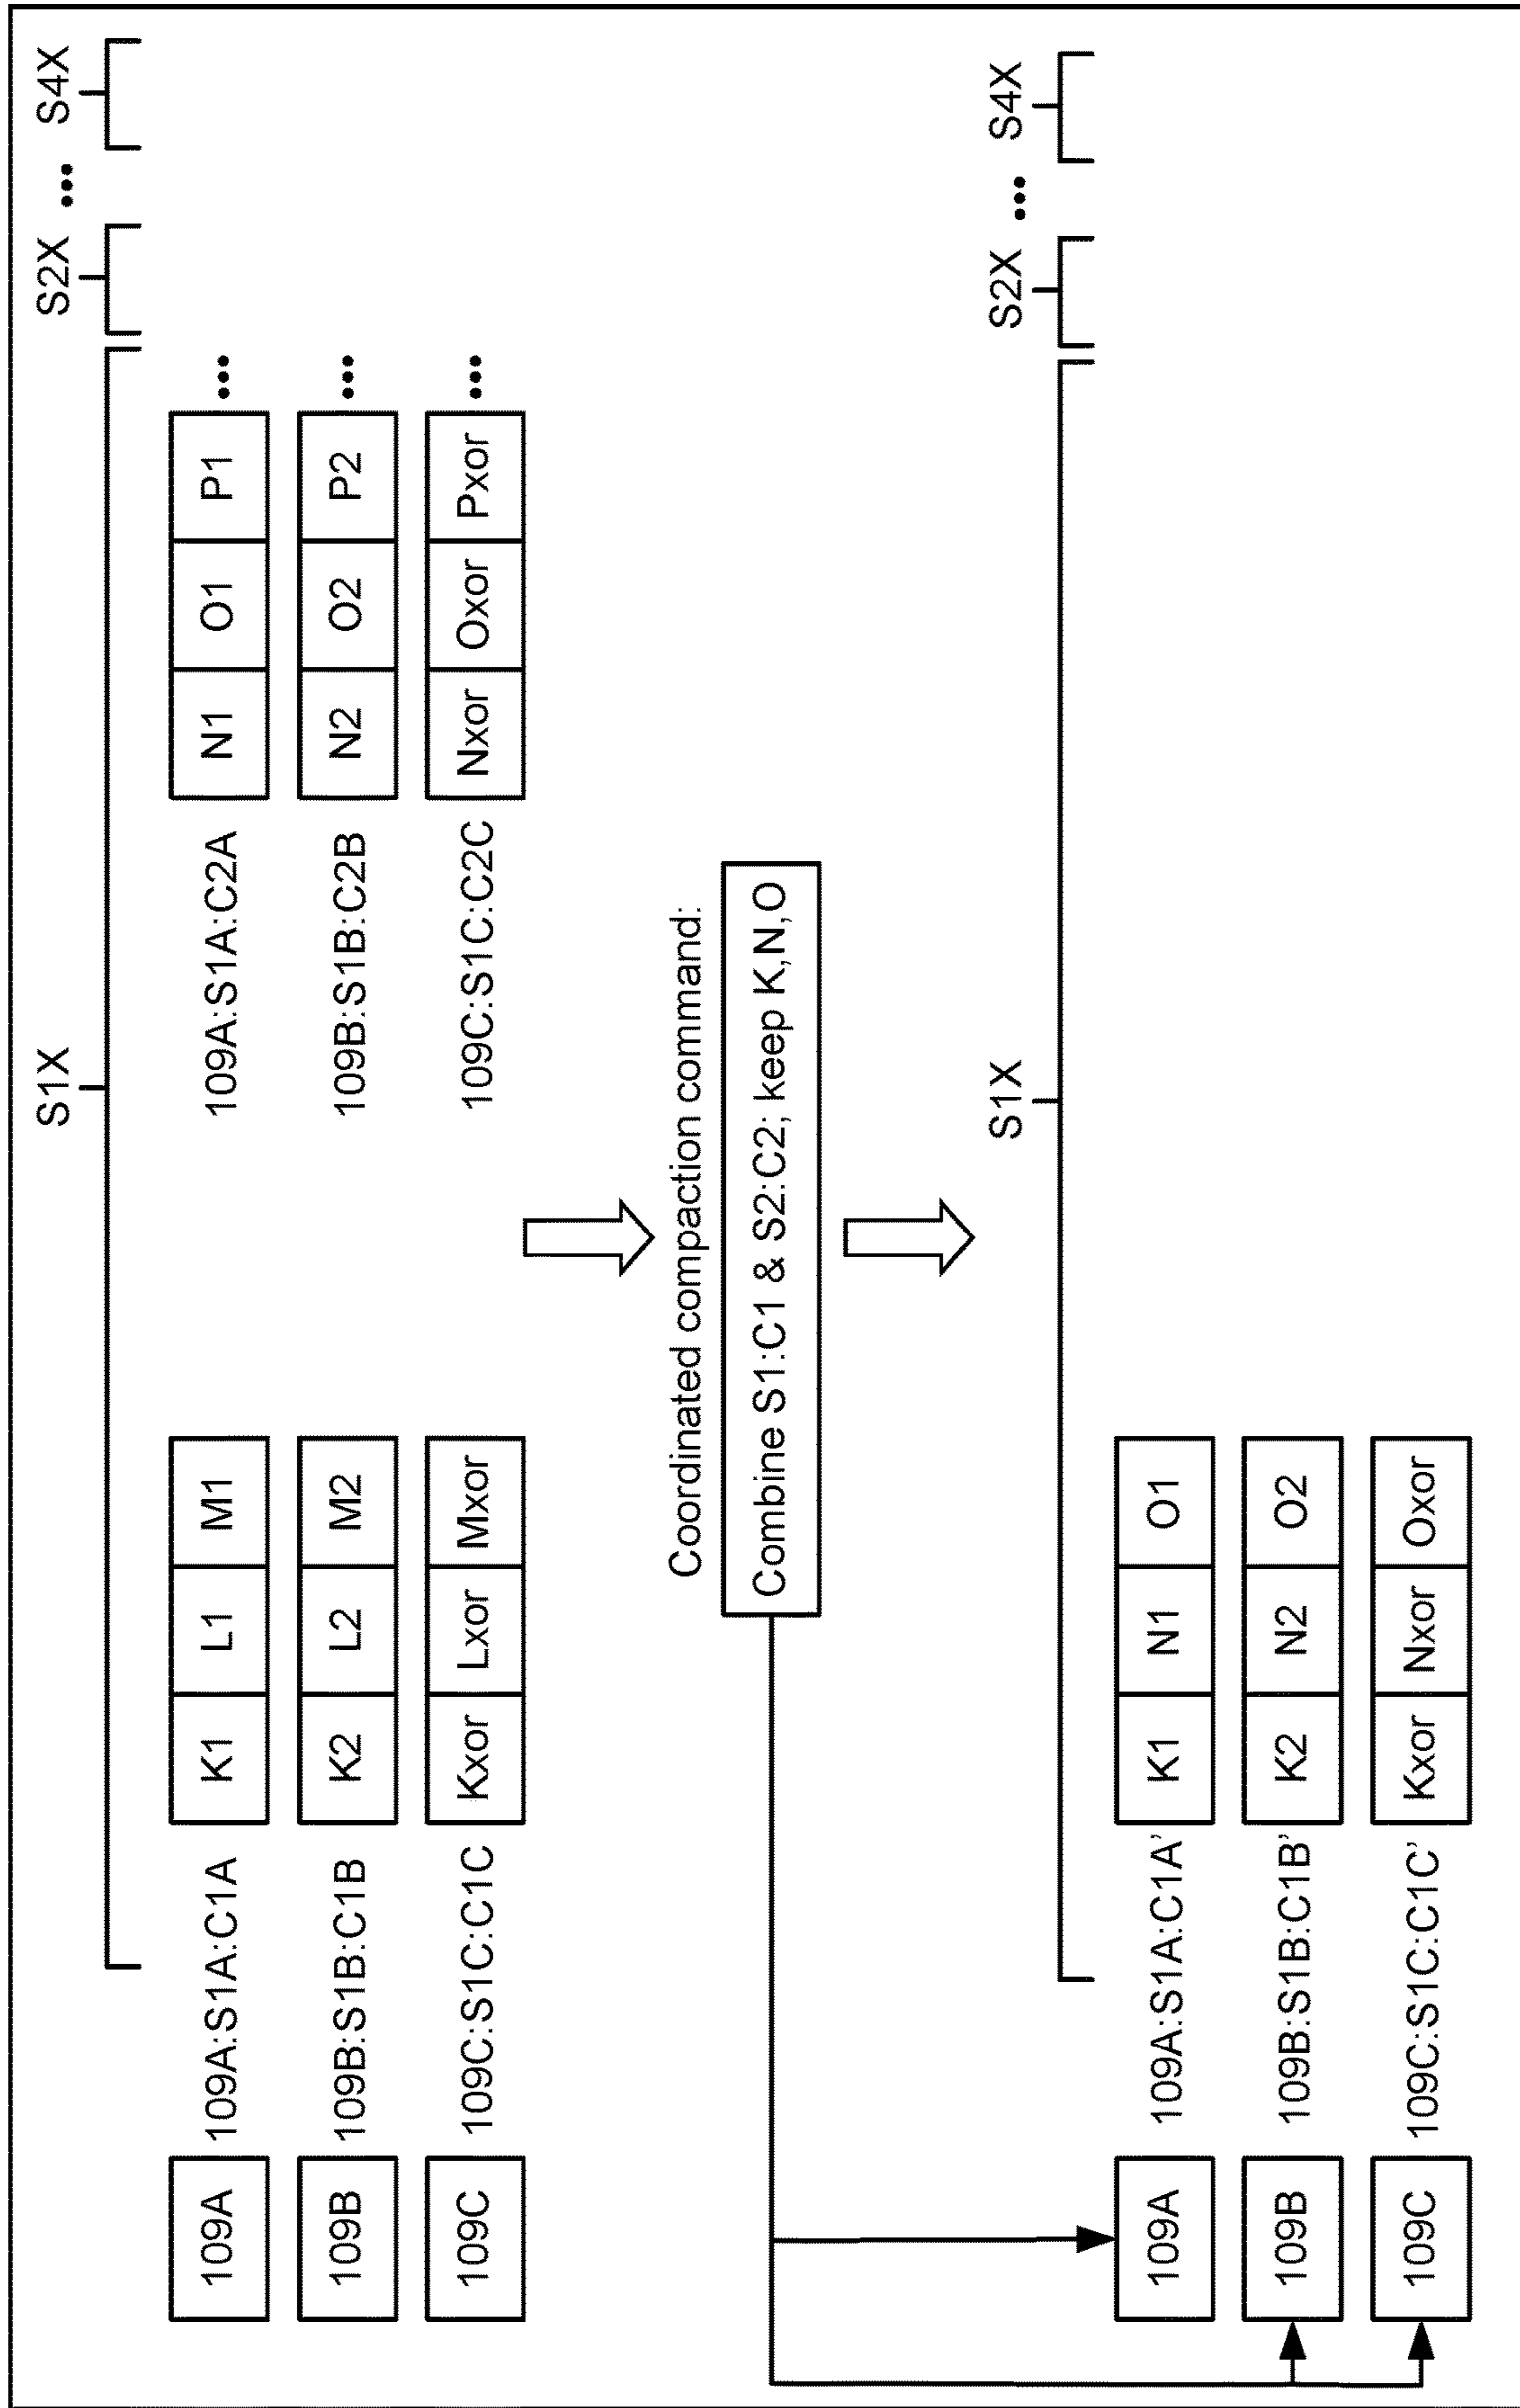 S1X S2X ... S4X
109A 109A:S1A:C1A K1 L1 M1 109A:S1A:C2A N1 O1 P1 ...
109B 109B:S1B:C1B K2 L2 M2 109B:S1B:C2B N2 O2 P2 ...
109C 109C:S1C:C1C Kxor Lxor Mxor 109C:S1C:C2C Nxor Oxor Pxor ...
Coordinated compaction command:
Combine S1:C1 & S2:C2; keep K,N,O
S1X S2X ... S4X
109A 109A:S1A:C1A’ K1 N1 O1
109B 109B:S1B:C1B’ K2 N2 O2
109C 109C:S1C:C1C’ Kxor Nxor Oxor